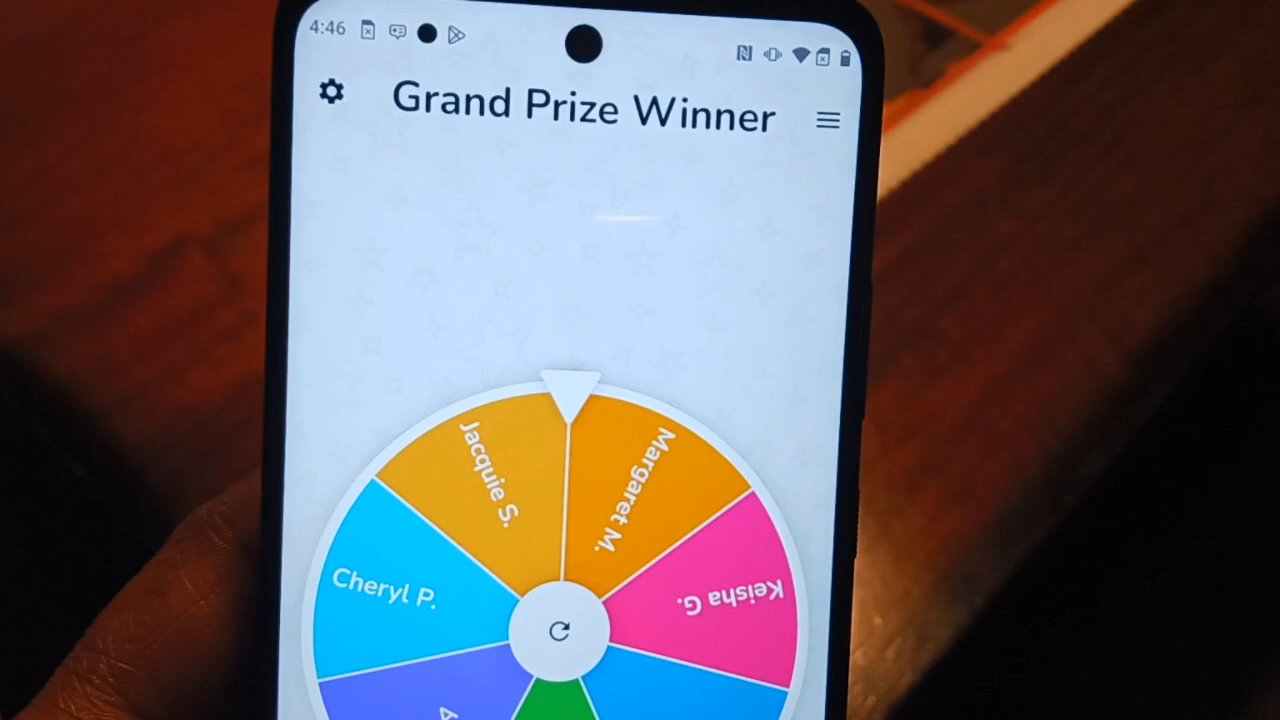 4:46
Grand Prize Winner
Jacquie S.
Margaret M.
Cheryl P.
Keisha G.
A